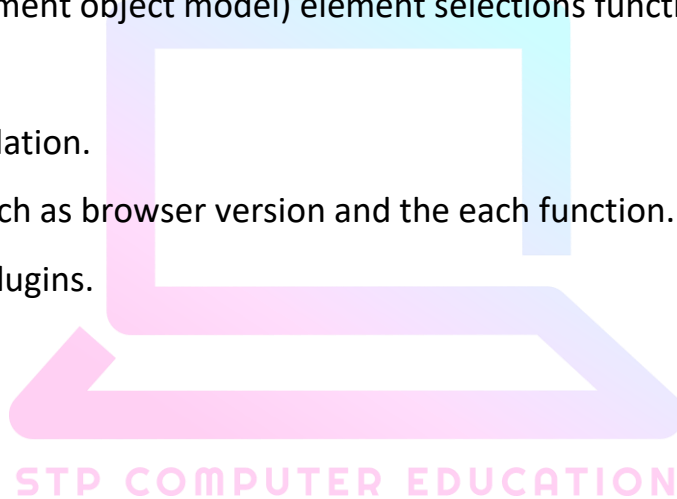 ment object model) element selections functi
lation.
ch as browser version and the each function.
lugins.
STP COMPUTER EDUCATION